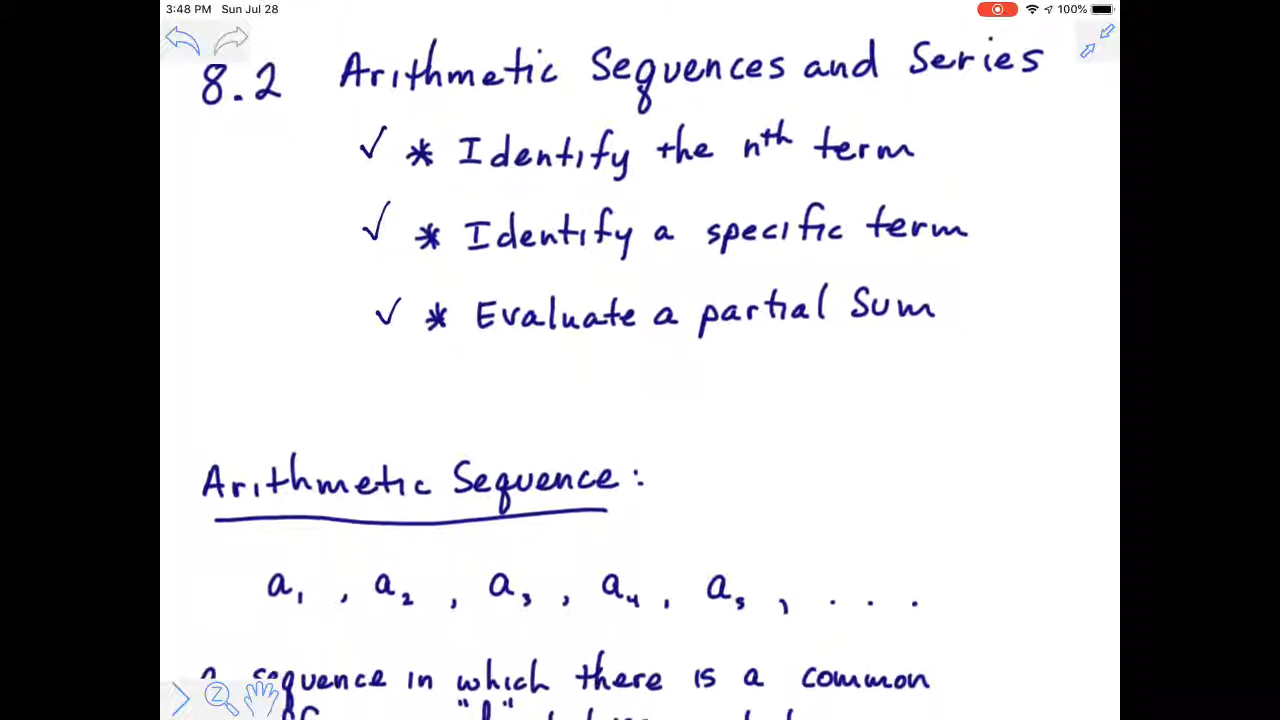 3:48 PM Sun Jul 28
100%
8.2 Arithmetic Sequences and Series
✓ * Identify the nth term
✓ * Identify a specific term
✓ * Evaluate a partial Sum
Arithmetic Sequence:
a₁, a₂, a₃, a₄, a₅, . . .
a sequence in which there is a common
"d"